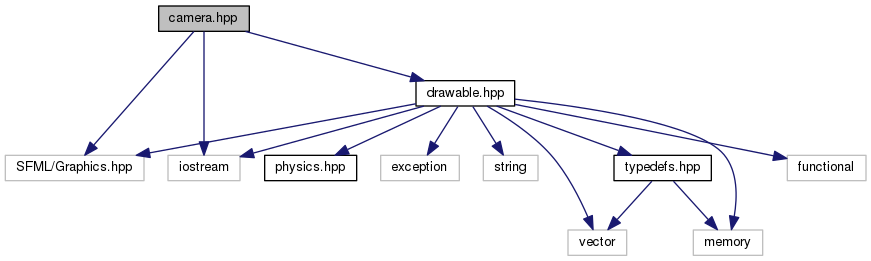 camera.hpp
drawable.hpp
SFML/Graphics.hpp
iostream
physics.hpp
exception
string
typedefs.hpp
functional
vector
memory